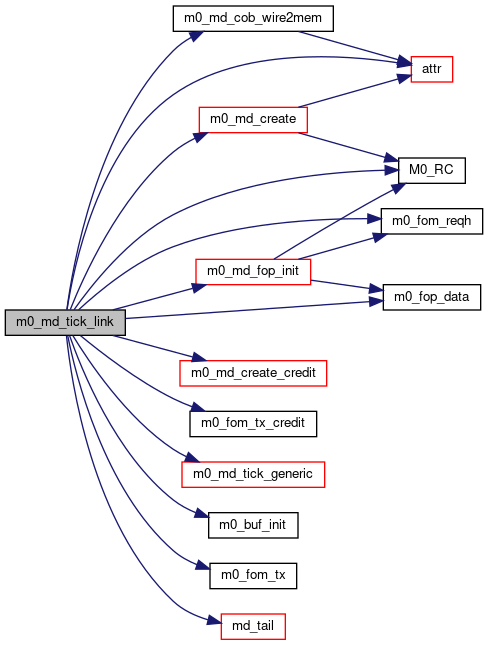 m0_md_cob_wire2mem
attr
m0_md_create
M0_RC
m0_fom_reqh
m0_md_fop_init
m0_fop_data
m0_md_tick_link
m0_md_create_credit
m0_fom_tx_credit
m0_md_tick_generic
m0_buf_init
m0_fom_tx
md_tail